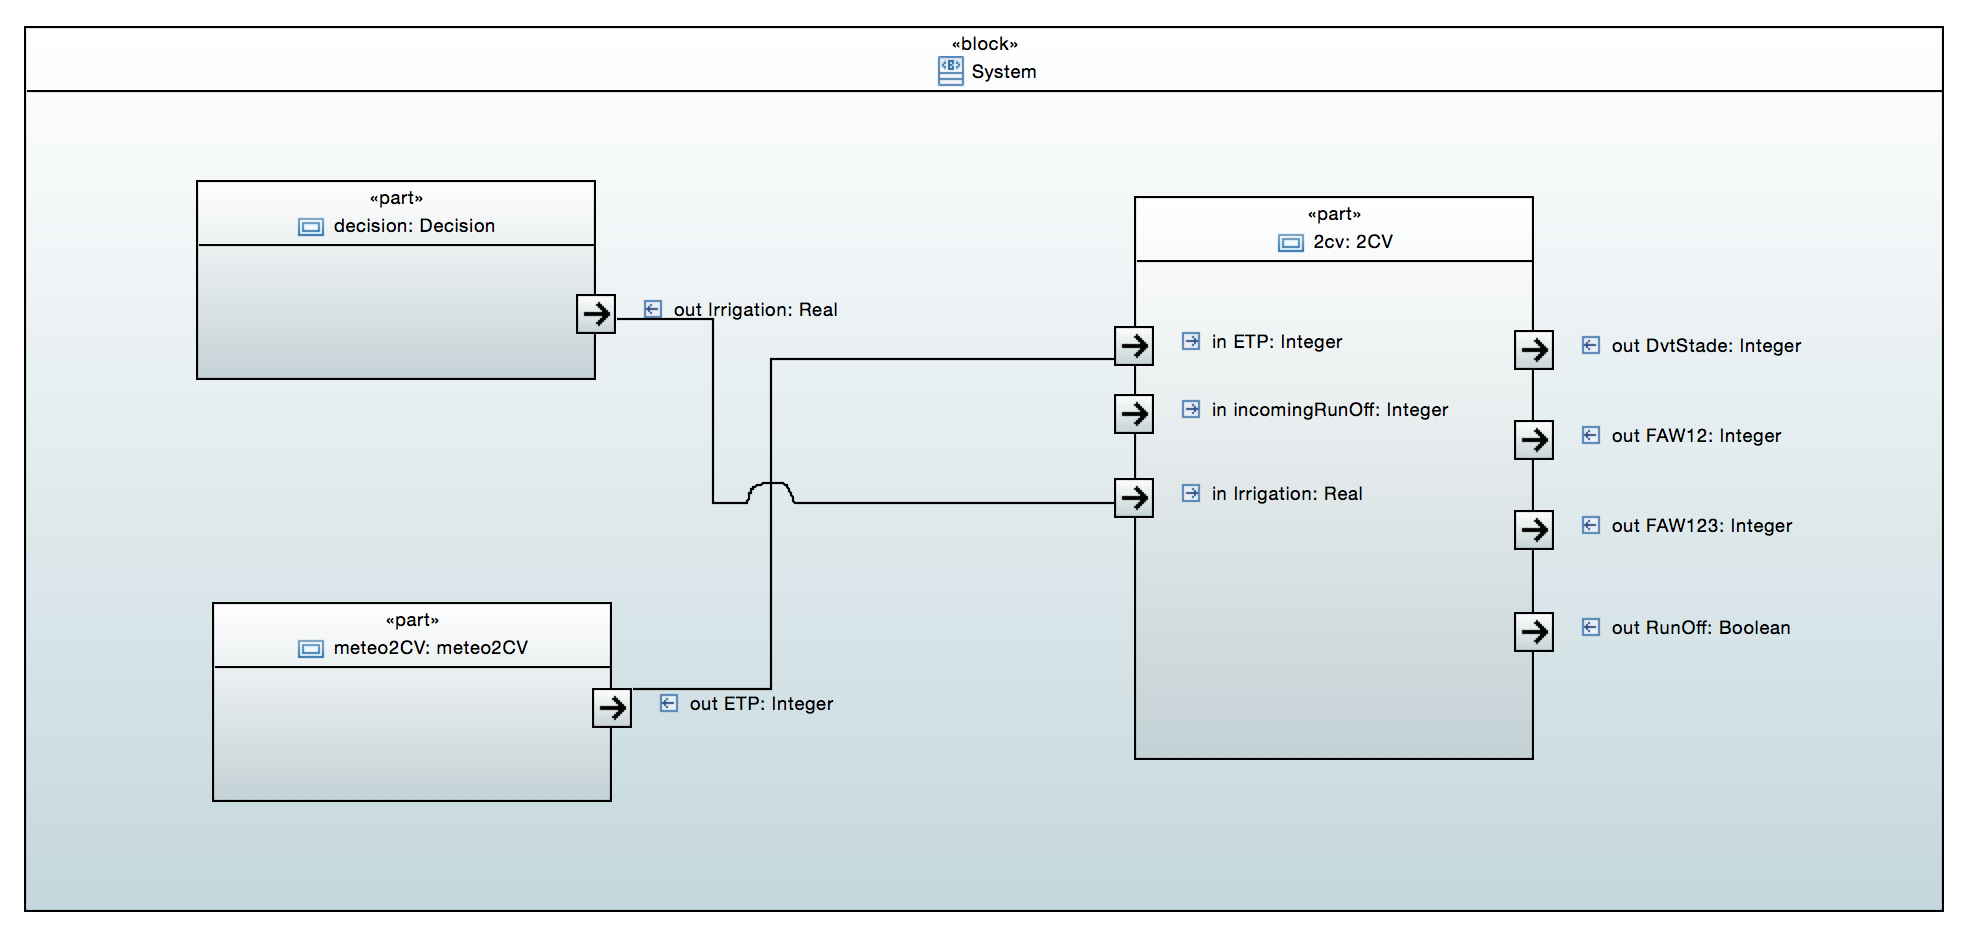 «block»
System
«part»
decision: Decision
out Irrigation: Real
«part»
meteo2CV: meteo2CV
out ETP: Integer
«part»
2cv: 2CV
in ETP: Integer
in incomingRunOff: Integer
in Irrigation: Real
out DvtStade: Integer
out FAW12: Integer
out FAW123: Integer
out RunOff: Boolean